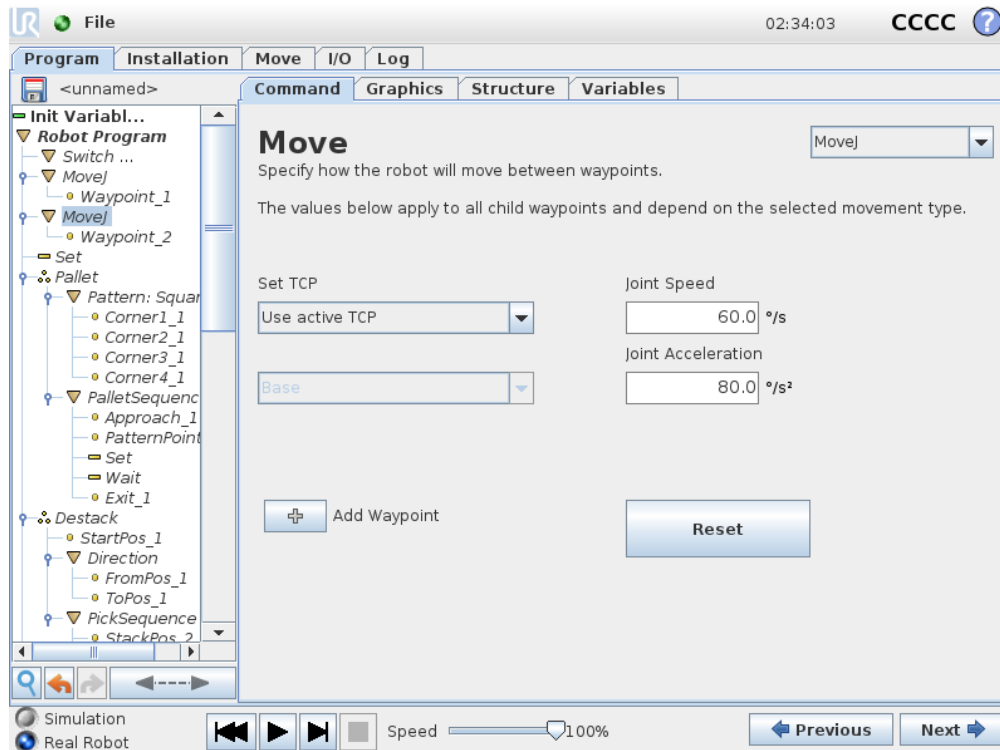 UR File 02:34:03 CCCC ?
Program Installation Move I/O Log
<unnamed>
Command Graphics Structure Variables
Init Variabl...
Robot Program
Switch ...
MoveJ
Waypoint_1
MoveJ
Waypoint_2
Set
Pallet
Pattern: Squar
Corner1_1
Corner2_1
Corner3_1
Corner4_1
PalletSequenc
Approach_1
PatternPoint
Set
Wait
Exit_1
Destack
StartPos_1
Direction
FromPos_1
ToPos_1
PickSequence
StackPos_2
Move
MoveJ
Specify how the robot will move between waypoints.
The values below apply to all child waypoints and depend on the selected movement type.
Set TCP
Joint Speed
Use active TCP
60.0 °/s
Joint Acceleration
Base
80.0 °/s²
Add Waypoint
Reset
Simulation
Real Robot
Speed 100%
Previous Next